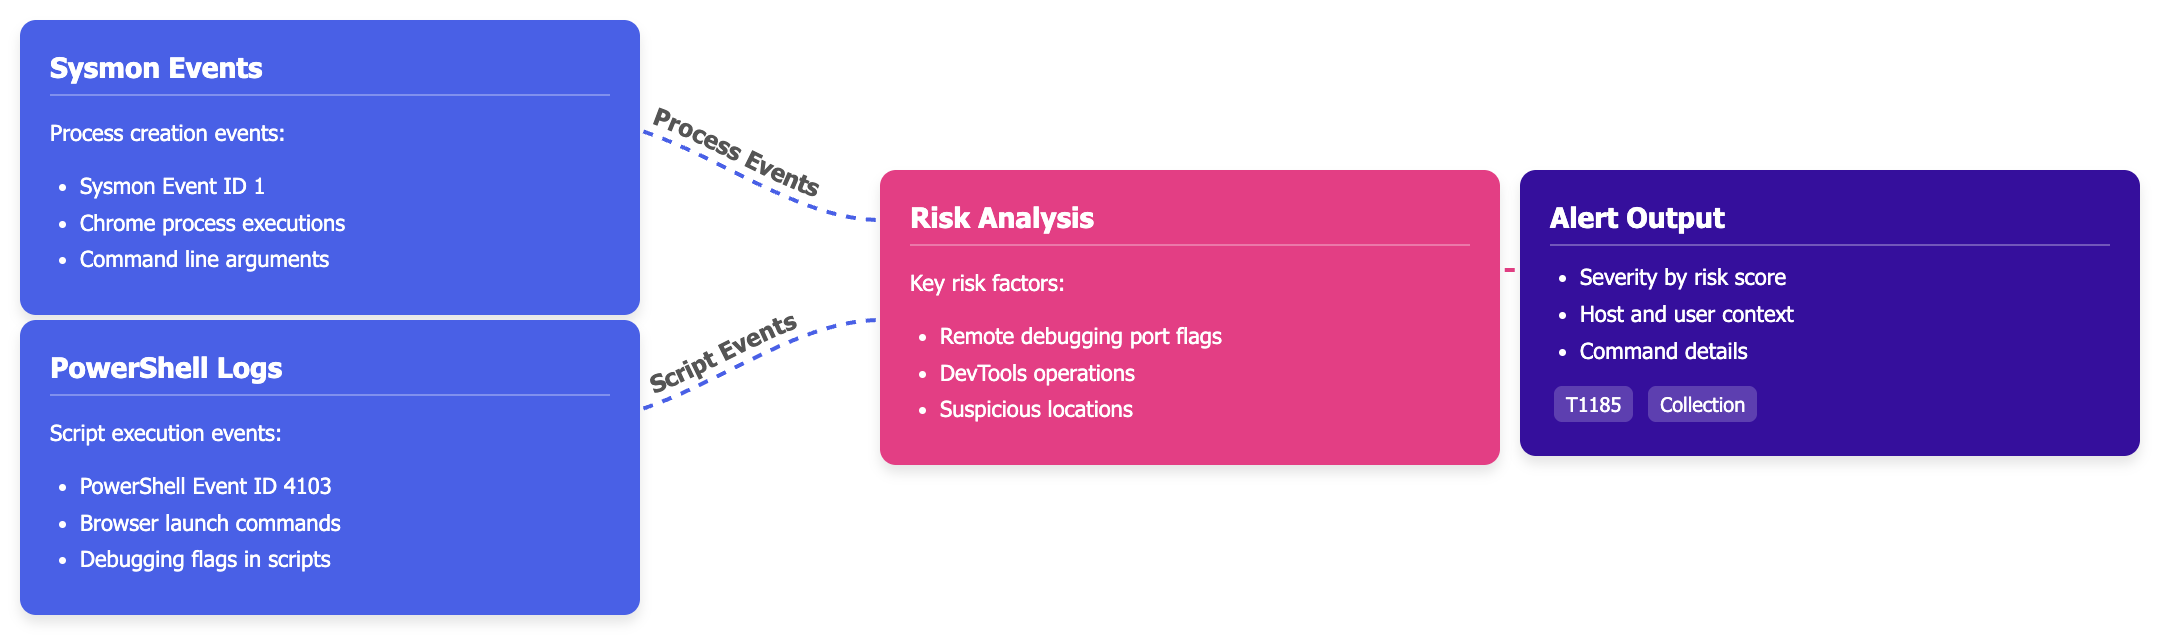 Sysmon Events
Process creation events:
• Sysmon Event ID 1
• Chrome process executions
• Command line arguments
PowerShell Logs
Script execution events:
• PowerShell Event ID 4103
• Browser launch commands
• Debugging flags in scripts
Process Events
Script Events
Risk Analysis
Key risk factors:
• Remote debugging port flags
• DevTools operations
• Suspicious locations
Alert Output
• Severity by risk score
• Host and user context
• Command details
T1185 Collection